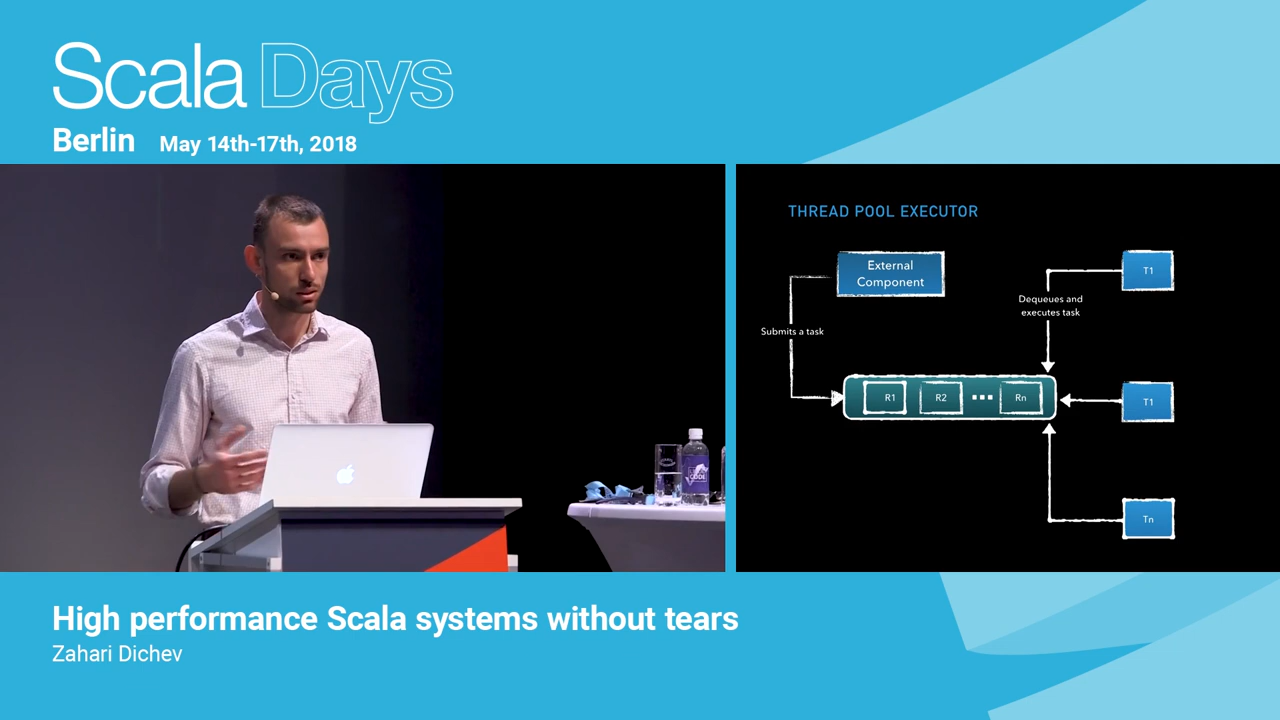 Scala Days
Berlin May 14th-17th, 2018
THREAD POOL EXECUTOR
External
Component
T1
Dequeues and
executes task
Submits a task
R1 R2 Rn
T1
Tn
CODE
High performance Scala systems without tears
Zahari Dichev